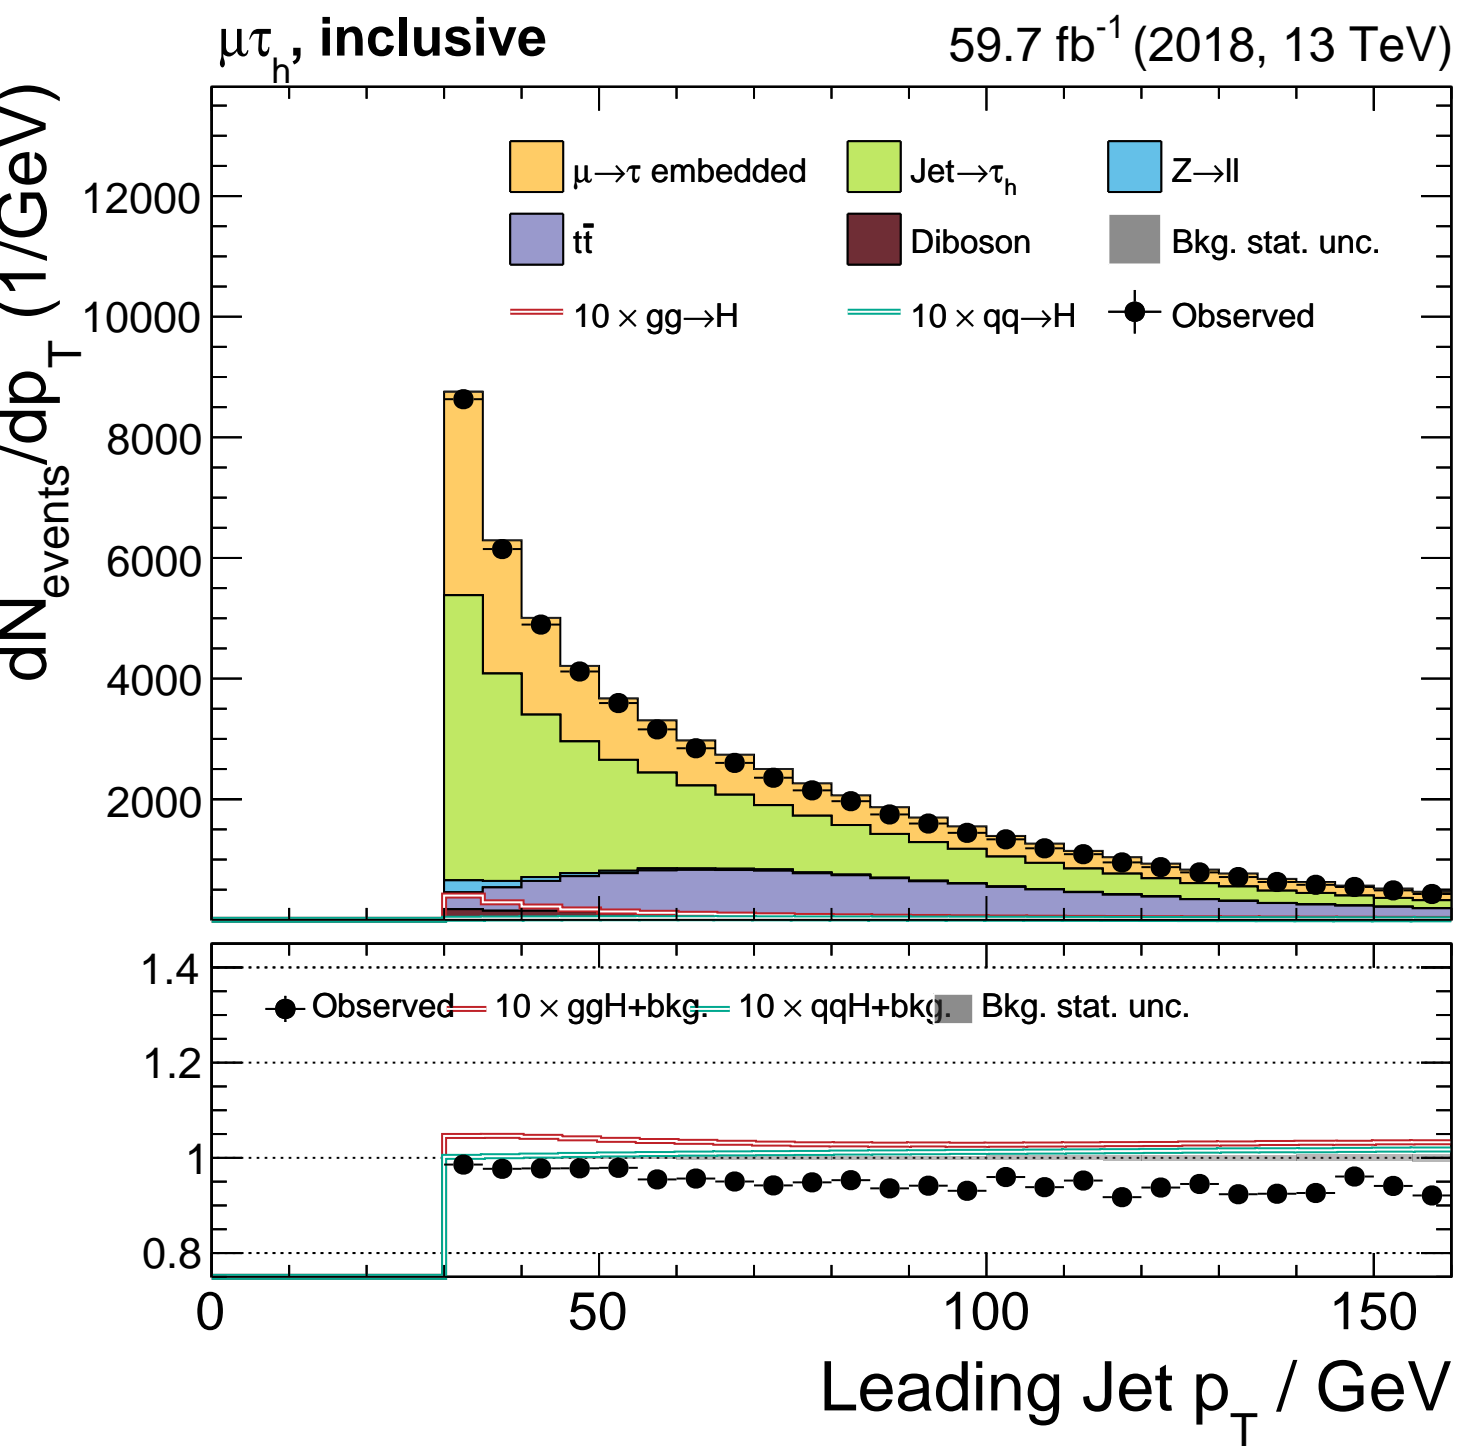 μτh, inclusive
59.7 fb-1 (2018, 13 TeV)
dNevents/dpT (1/GeV)
12000
10000
8000
6000
4000
2000
μ→τ embedded
Jet→τh
Z→ll
tt̄
Diboson
Bkg. stat. unc.
10 × gg→H
10 × qq→H
Observed
1.4
1.2
1
0.8
Observed
10 × ggH+bkg.
10 × qqH+bkg.
Bkg. stat. unc.
0
50
100
150
Leading Jet pT / GeV